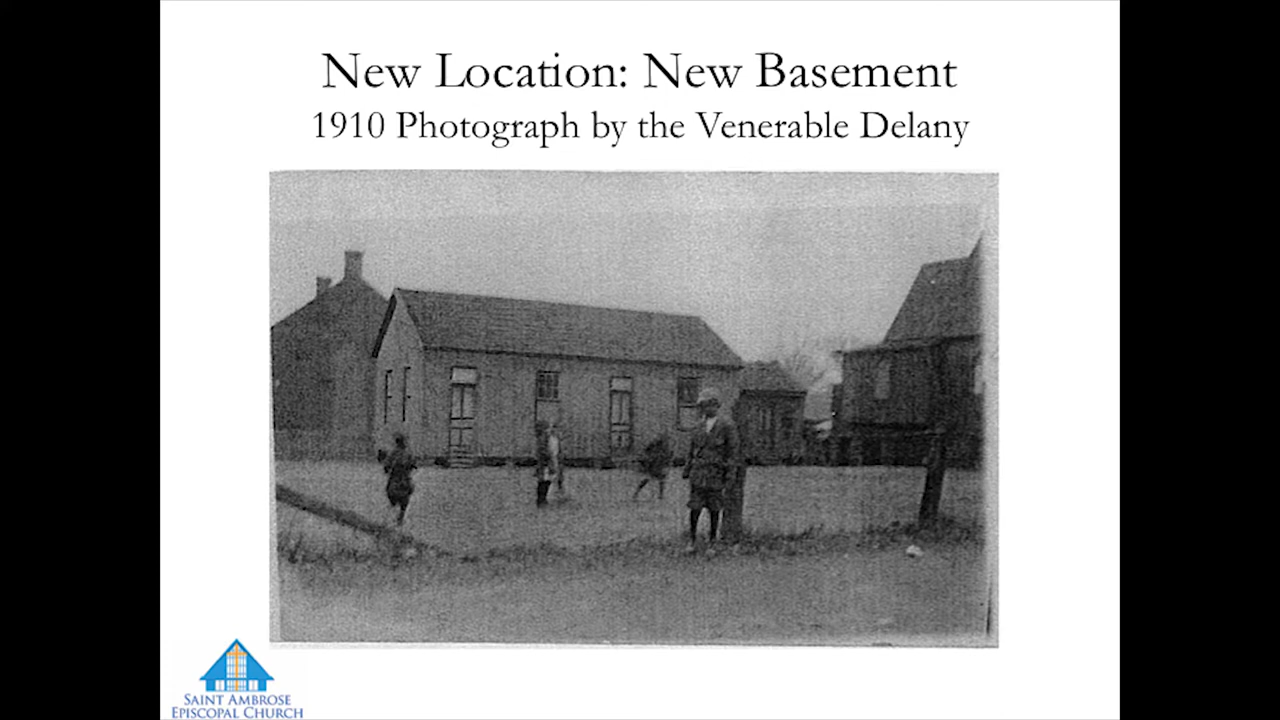 New Location: New Basement
1910 Photograph by the Venerable Delany
SAINT AMBROSE
EPISCOPAL CHURCH